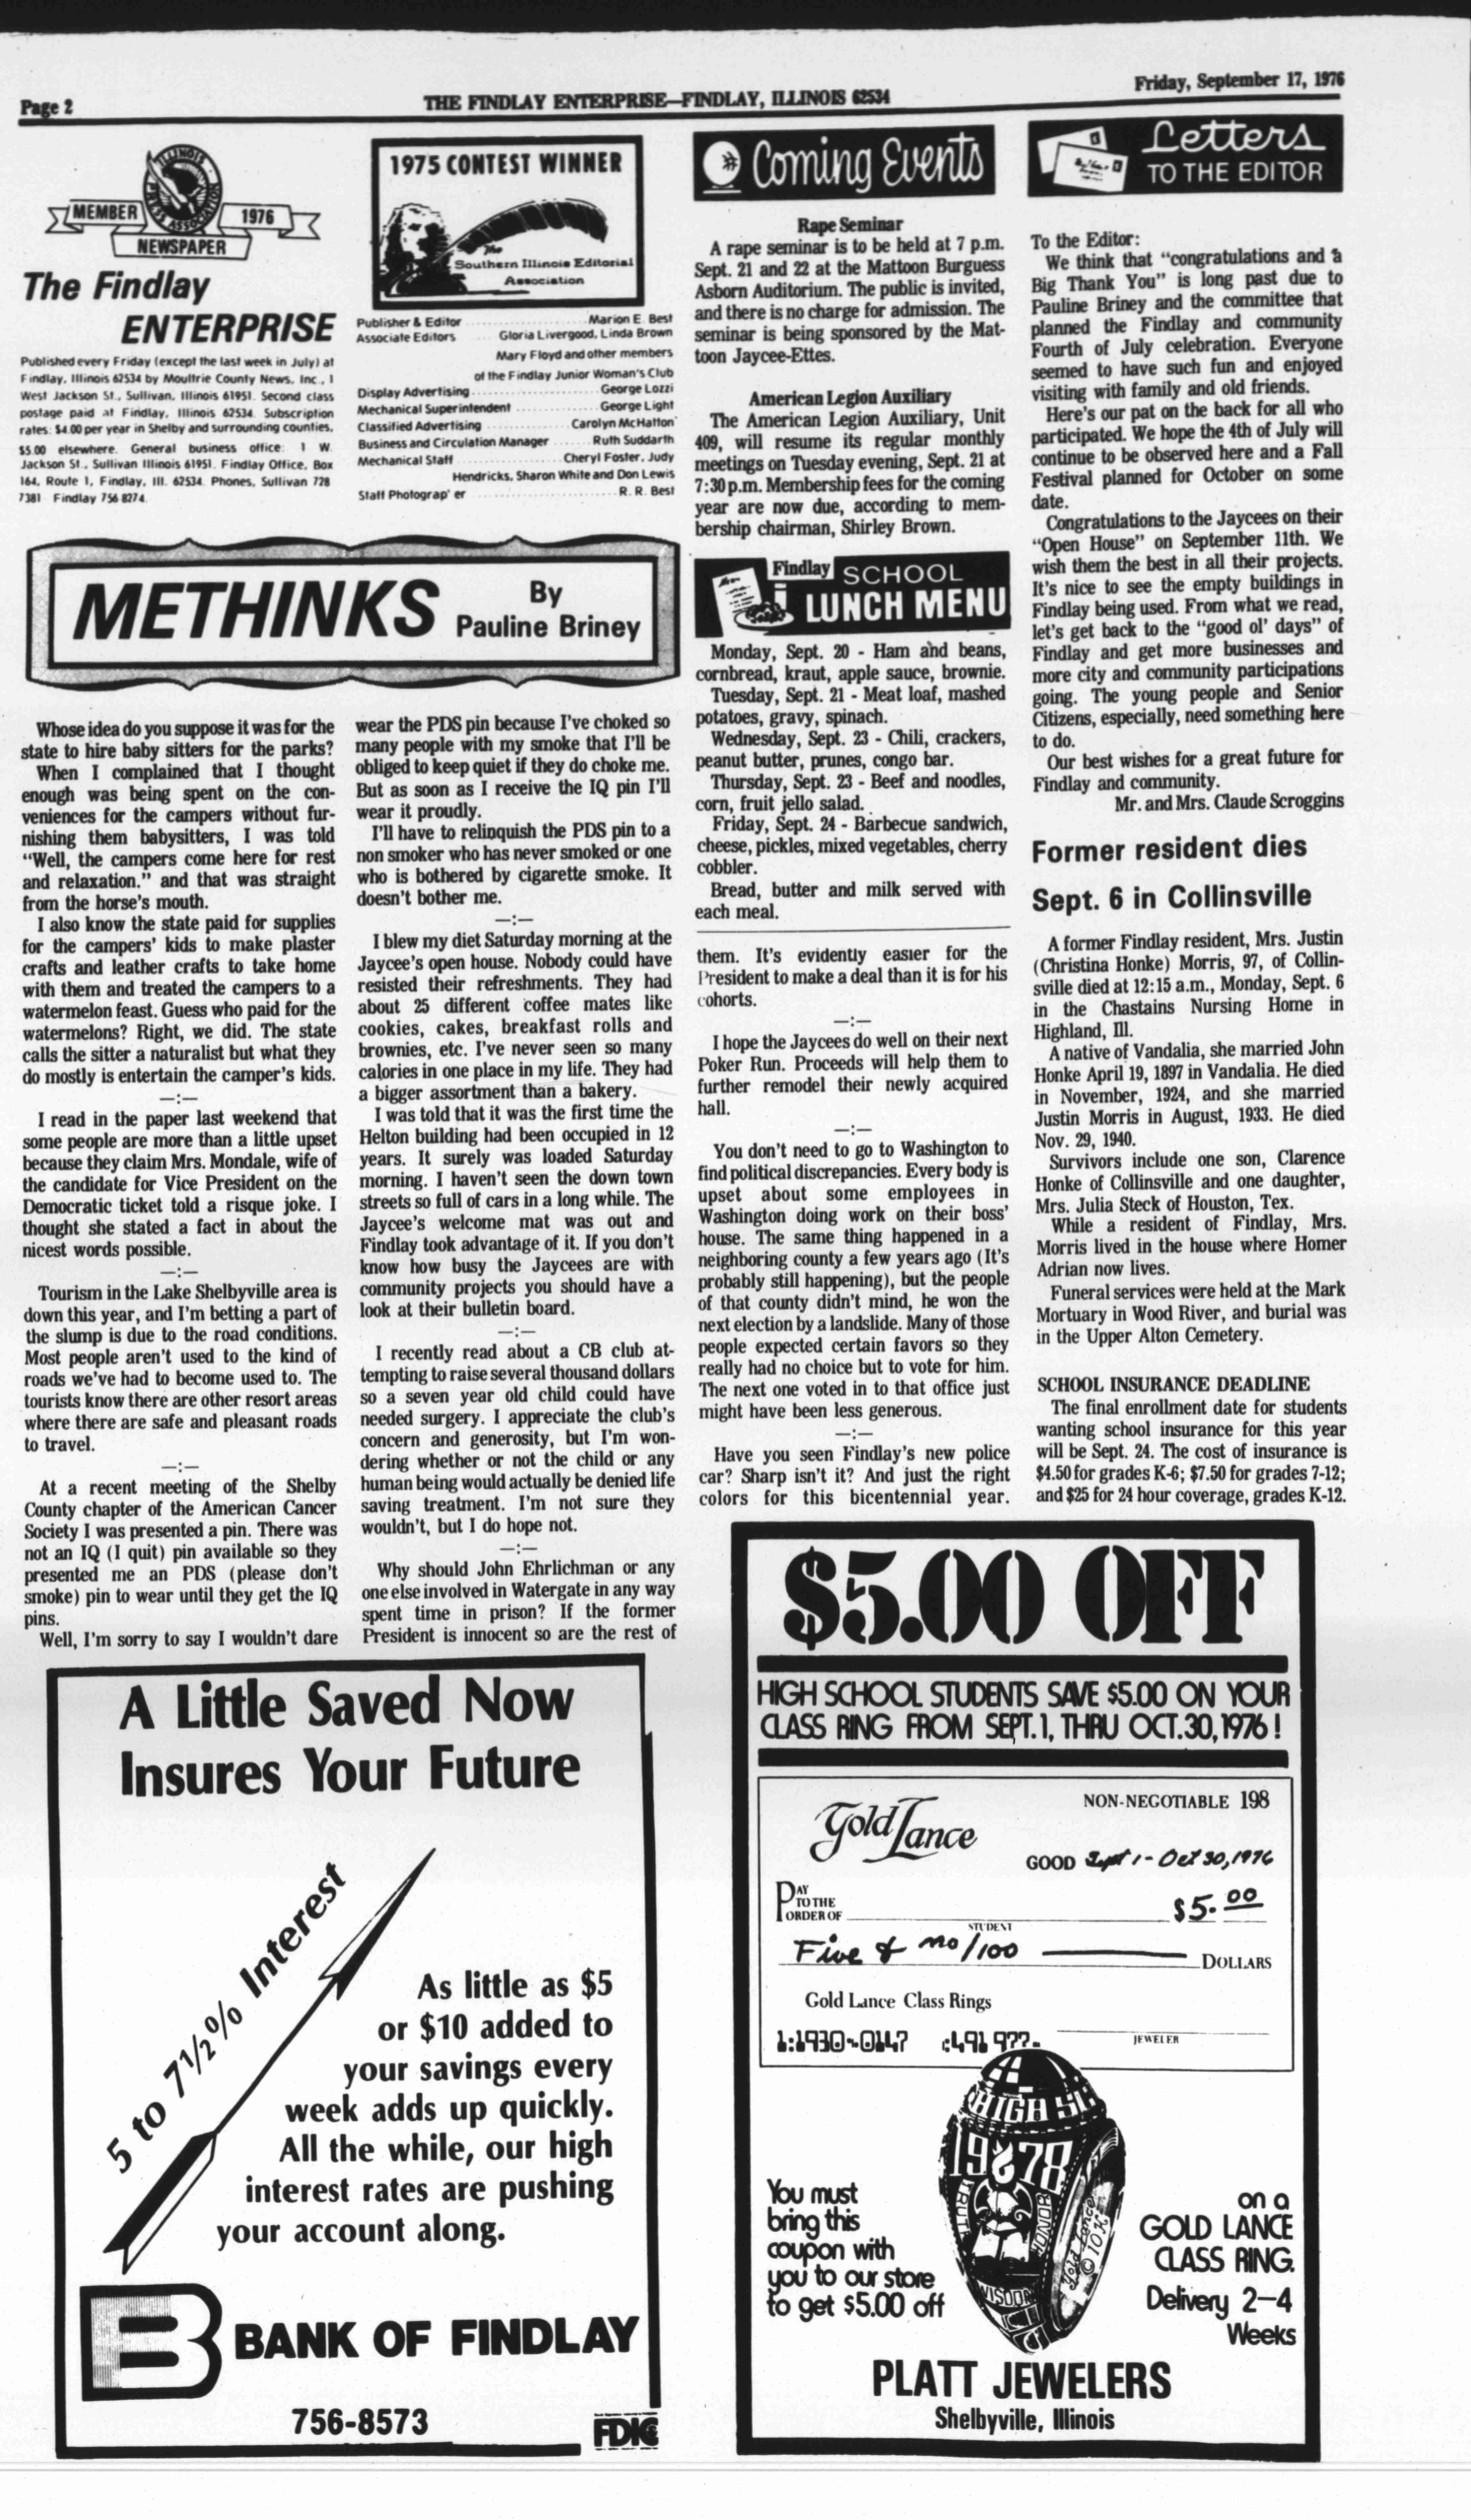 Page 2
THE FINDLAY ENTERPRISE—FINDLAY, ILLINOIS 62534
Friday, September 17, 1976
ILLINOIS
PRESS ASSOCIATION
MEMBER
1976
NEWSPAPER
The Findlay
ENTERPRISE
Published every Friday (except the last week in July) at
Findlay, Illinois 62534 by Moultrie County News, Inc., 1
West Jackson St., Sullivan, Illinois 61951. Second class
postage paid at Findlay, Illinois 62534. Subscription
rates: $4.00 per year in Shelby and surrounding counties,
$5.00 elsewhere. General business office: 1 W.
Jackson St., Sullivan Illinois 61951. Findlay Office, Box
164, Route 1, Findlay, Ill. 62534. Phones, Sullivan 728
7381 Findlay 756 8274.
1975 CONTEST WINNER
The
Southern Illinois Editorial
Association
Publisher & Editor Marion E. Best
Associate Editors Gloria Livergood, Linda Brown
Mary Floyd and other members
of the Findlay Junior Woman's Club
Display Advertising George Lozzi
Mechanical Superintendent George Light
Classified Advertising Carolyn McHatton
Business and Circulation Manager Ruth Suddarth
Mechanical Staff Cheryl Foster, Judy
Hendricks, Sharon White and Don Lewis
Staff Photograp' er R. R. Best
METHINKS
By
Pauline Briney
Whose idea do you suppose it was for the
state to hire baby sitters for the parks?
When I complained that I thought
enough was being spent on the con-
veniences for the campers without fur-
nishing them babysitters, I was told
"Well, the campers come here for rest
and relaxation." and that was straight
from the horse's mouth.
I also know the state paid for supplies
for the campers' kids to make plaster
crafts and leather crafts to take home
with them and treated the campers to a
watermelon feast. Guess who paid for the
watermelons? Right, we did. The state
calls the sitter a naturalist but what they
do mostly is entertain the camper's kids.
—:—
I read in the paper last weekend that
some people are more than a little upset
because they claim Mrs. Mondale, wife of
the candidate for Vice President on the
Democratic ticket told a risque joke. I
thought she stated a fact in about the
nicest words possible.
—:—
Tourism in the Lake Shelbyville area is
down this year, and I'm betting a part of
the slump is due to the road conditions.
Most people aren't used to the kind of
roads we've had to become used to. The
tourists know there are other resort areas
where there are safe and pleasant roads
to travel.
—:—
At a recent meeting of the Shelby
County chapter of the American Cancer
Society I was presented a pin. There was
not an IQ (I quit) pin available so they
presented me an PDS (please don't
smoke) pin to wear until they get the IQ
pins.
Well, I'm sorry to say I wouldn't dare
wear the PDS pin because I've choked so
many people with my smoke that I'll be
obliged to keep quiet if they do choke me.
But as soon as I receive the IQ pin I'll
wear it proudly.
I'll have to relinquish the PDS pin to a
non smoker who has never smoked or one
who is bothered by cigarette smoke. It
doesn't bother me.
—:—
I blew my diet Saturday morning at the
Jaycee's open house. Nobody could have
resisted their refreshments. They had
about 25 different coffee mates like
cookies, cakes, breakfast rolls and
brownies, etc. I've never seen so many
calories in one place in my life. They had
a bigger assortment than a bakery.
I was told that it was the first time the
Helton building had been occupied in 12
years. It surely was loaded Saturday
morning. I haven't seen the down town
streets so full of cars in a long while. The
Jaycee's welcome mat was out and
Findlay took advantage of it. If you don't
know how busy the Jaycees are with
community projects you should have a
look at their bulletin board.
—:—
I recently read about a CB club at-
tempting to raise several thousand dollars
so a seven year old child could have
needed surgery. I appreciate the club's
concern and generosity, but I'm won-
dering whether or not the child or any
human being would actually be denied life
saving treatment. I'm not sure they
wouldn't, but I do hope not.
—:—
Why should John Ehrlichman or any
one else involved in Watergate in any way
spent time in prison? If the former
President is innocent so are the rest of
Coming Events
Rape Seminar
A rape seminar is to be held at 7 p.m.
Sept. 21 and 22 at the Mattoon Burguess
Asborn Auditorium. The public is invited,
and there is no charge for admission. The
seminar is being sponsored by the Mat-
toon Jaycee-Ettes.
American Legion Auxiliary
The American Legion Auxiliary, Unit
409, will resume its regular monthly
meetings on Tuesday evening, Sept. 21 at
7:30 p.m. Membership fees for the coming
year are now due, according to mem-
bership chairman, Shirley Brown.
Findlay SCHOOL
LUNCH MENU
Monday, Sept. 20 - Ham and beans,
cornbread, kraut, apple sauce, brownie.
Tuesday, Sept. 21 - Meat loaf, mashed
potatoes, gravy, spinach.
Wednesday, Sept. 23 - Chili, crackers,
peanut butter, prunes, congo bar.
Thursday, Sept. 23 - Beef and noodles,
corn, fruit jello salad.
Friday, Sept. 24 - Barbecue sandwich,
cheese, pickles, mixed vegetables, cherry
cobbler.
Bread, butter and milk served with
each meal.
them. It's evidently easier for the
President to make a deal than it is for his
cohorts.
—:—
I hope the Jaycees do well on their next
Poker Run. Proceeds will help them to
further remodel their newly acquired
hall.
—:—
You don't need to go to Washington to
find political discrepancies. Every body is
upset about some employees in
Washington doing work on their boss'
house. The same thing happened in a
neighboring county a few years ago (It's
probably still happening), but the people
of that county didn't mind, he won the
next election by a landslide. Many of those
people expected certain favors so they
really had no choice but to vote for him.
The next one voted in to that office just
might have been less generous.
—:—
Have you seen Findlay's new police
car? Sharp isn't it? And just the right
colors for this bicentennial year.
Letters
TO THE EDITOR
To the Editor:
We think that "congratulations and a
Big Thank You" is long past due to
Pauline Briney and the committee that
planned the Findlay and community
Fourth of July celebration. Everyone
seemed to have such fun and enjoyed
visiting with family and old friends.
Here's our pat on the back for all who
participated. We hope the 4th of July will
continue to be observed here and a Fall
Festival planned for October on some
date.
Congratulations to the Jaycees on their
"Open House" on September 11th. We
wish them the best in all their projects.
It's nice to see the empty buildings in
Findlay being used. From what we read,
let's get back to the "good ol' days" of
Findlay and get more businesses and
more city and community participations
going. The young people and Senior
Citizens, especially, need something here
to do.
Our best wishes for a great future for
Findlay and community.
Mr. and Mrs. Claude Scroggins
Former resident dies
Sept. 6 in Collinsville
A former Findlay resident, Mrs. Justin
(Christina Honke) Morris, 97, of Collin-
sville died at 12:15 a.m., Monday, Sept. 6
in the Chastains Nursing Home in
Highland, Ill.
A native of Vandalia, she married John
Honke April 19, 1897 in Vandalia. He died
in November, 1924, and she married
Justin Morris in August, 1933. He died
Nov. 29, 1940.
Survivors include one son, Clarence
Honke of Collinsville and one daughter,
Mrs. Julia Steck of Houston, Tex.
While a resident of Findlay, Mrs.
Morris lived in the house where Homer
Adrian now lives.
Funeral services were held at the Mark
Mortuary in Wood River, and burial was
in the Upper Alton Cemetery.
SCHOOL INSURANCE DEADLINE
The final enrollment date for students
wanting school insurance for this year
will be Sept. 24. The cost of insurance is
$4.50 for grades K-6; $7.50 for grades 7-12;
and $25 for 24 hour coverage, grades K-12.
A Little Saved Now
Insures Your Future
5 to 7½% Interest
As little as $5
or $10 added to
your savings every
week adds up quickly.
All the while, our high
interest rates are pushing
your account along.
BANK OF FINDLAY
756-8573
FDIC
$5.00 OFF
HIGH SCHOOL STUDENTS SAVE $5.00 ON YOUR
CLASS RING FROM SEPT. 1, THRU OCT. 30, 1976!
Gold Lance
NON-NEGOTIABLE 198
GOOD Sept 1 - Oct 30, 1976
PAY
TO THE
ORDER OF
$5.00
STUDENT
Five & no/100
DOLLARS
Gold Lance Class Rings
JEWELER
HIGH SC
19 78
TRUTH
HONOR
WISDOM
Gold Lance
© 10K
You must
bring this
coupon with
you to our store
to get $5.00 off
on a
GOLD LANCE
CLASS RING.
Delivery 2—4
Weeks
PLATT JEWELERS
Shelbyville, Illinois